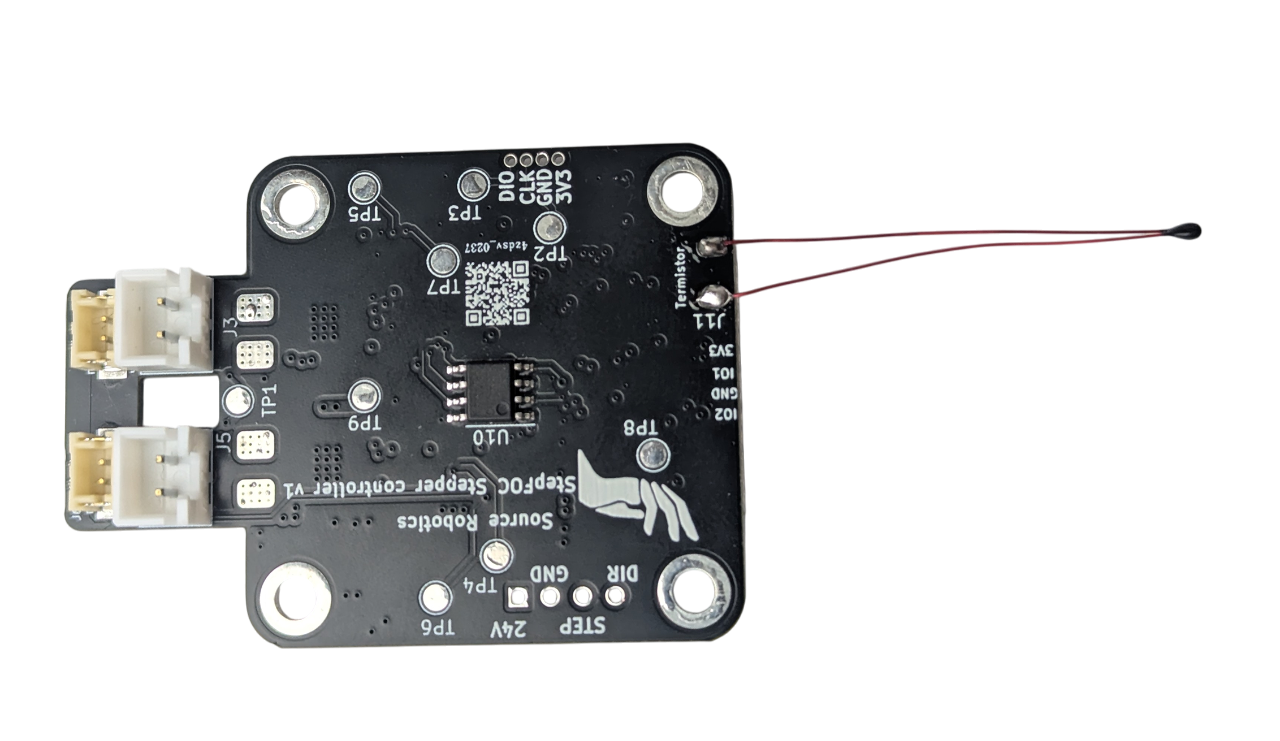 DIO
CLK
GND
3V3
TP5
TP3
TP2
4zdsv_0237
TP7
Termistor
J11
3V3
IO1
GND
IO2
J3
TP1
TP9
J5
U10
TP8
StepFOC Stepper controller v1
Source Robotics
TP4
TP6
24V
GND
STEP
DIR